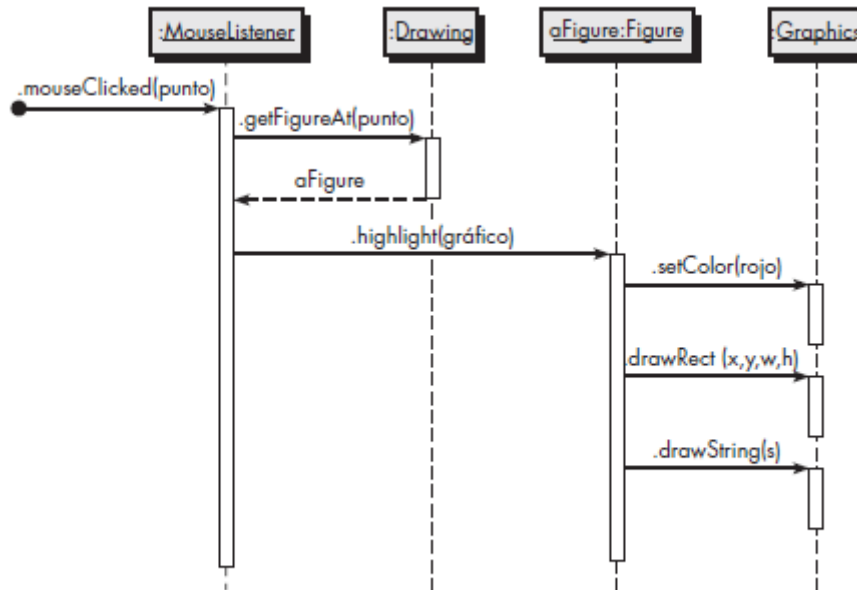 :MouseListener
:Drawing
aFigure:Figure
:Graphics
.mouseClicked(punto)
.getFigureAt(punto)
aFigure
.highlight(gráfico)
.setColor(rojo)
.drawRect (x,y,w,h)
.drawString(s)